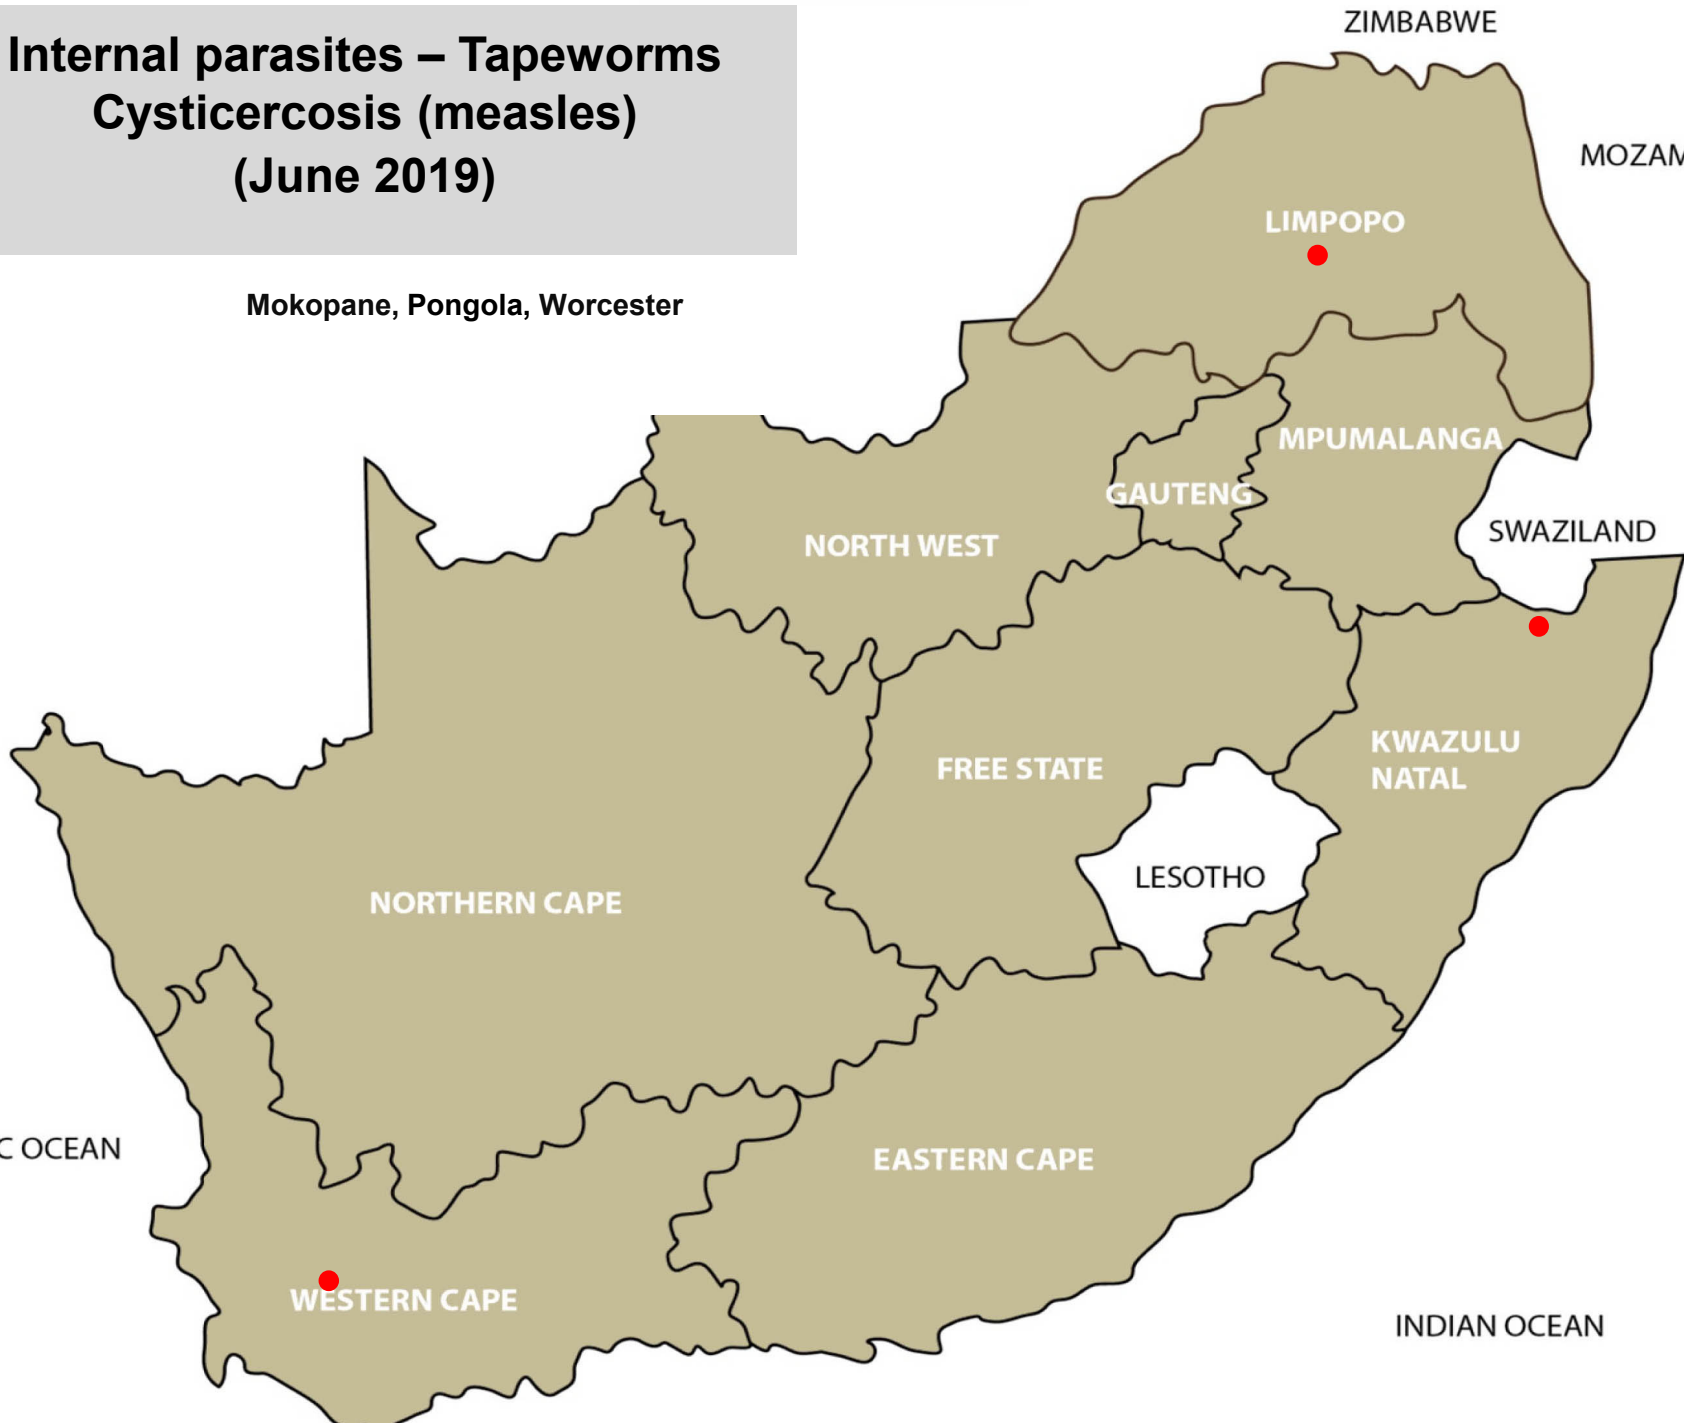 Internal parasites – Tapeworms
Cysticercosis (measles)
(June 2019)
Mokopane, Pongola, Worcester
ZIMBABWE
MOZAM
LIMPOPO
MPUMALANGA
GAUTENG
SWAZILAND
NORTH WEST
KWAZULU
NATAL
FREE STATE
LESOTHO
NORTHERN CAPE
C OCEAN
EASTERN CAPE
WESTERN CAPE
INDIAN OCEAN